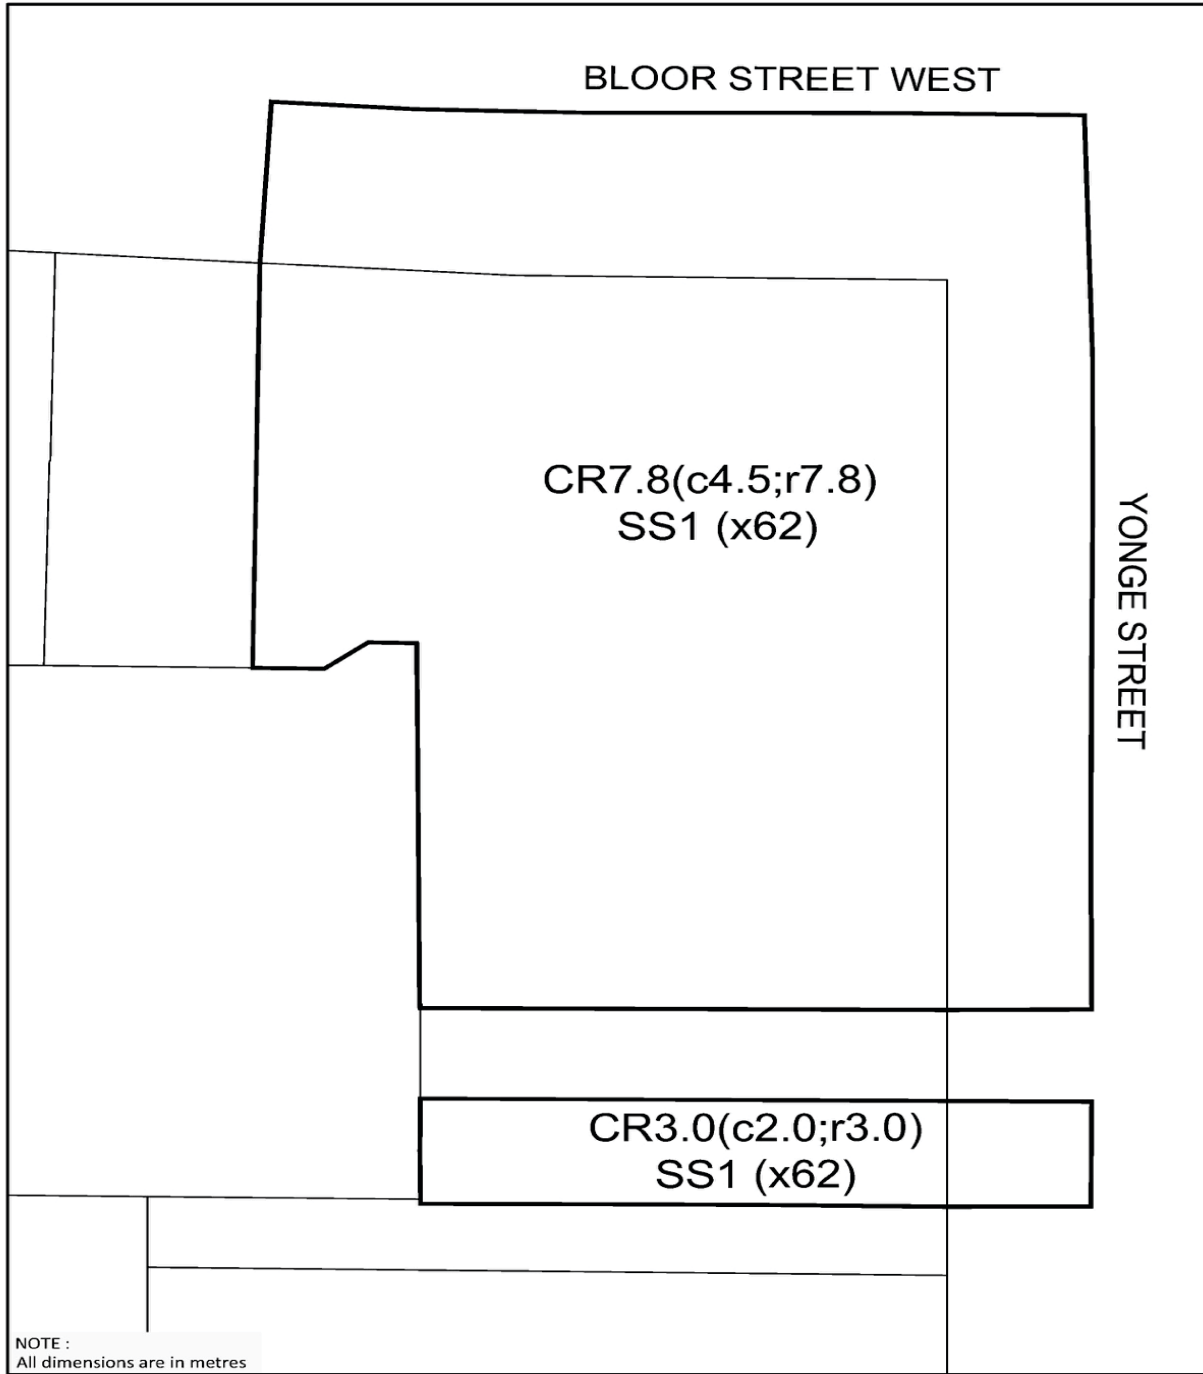 BLOOR STREET WEST
CR7.8(c4.5;r7.8)
SS1 (x62)
YONGE STREET
CR3.0(c2.0;r3.0)
SS1 (x62)
NOTE :
All dimensions are in metres